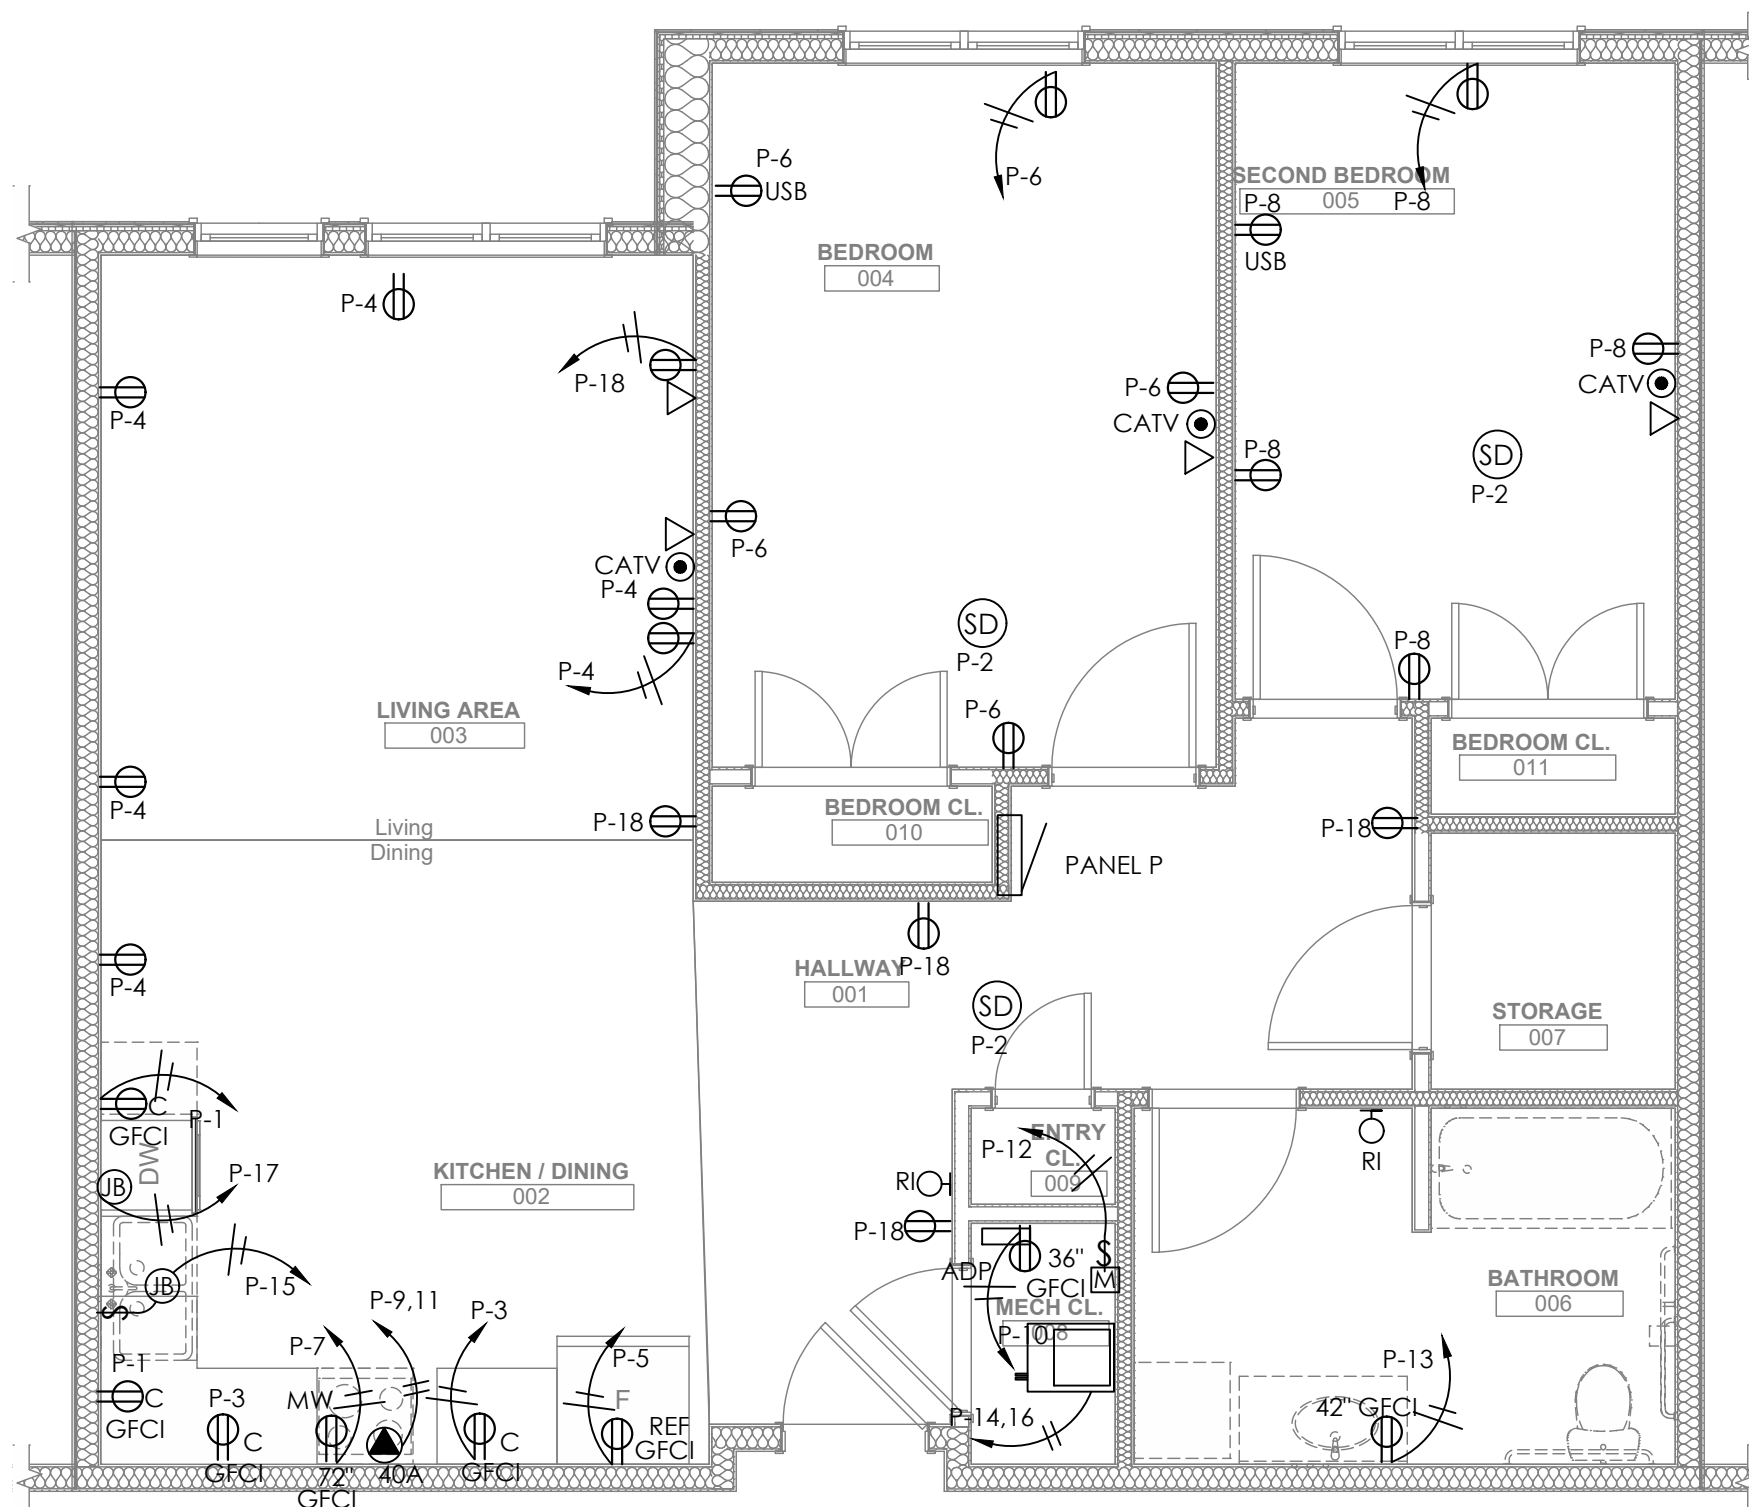 P-6
USB
P-6
SECOND BEDROOM
005
P-8
P-8
USB
BEDROOM
004
P-4
P-18
P-4
P-8
CATV
P-6
CATV
P-8
SD
P-2
P-6
CATV
P-4
SD
P-2
P-4
P-8
LIVING AREA
003
P-6
BEDROOM CL.
011
P-4
P-18
BEDROOM CL.
010
P-18
Living
Dining
PANEL P
P-4
HALLWAY
001
P-18
SD
P-2
STORAGE
007
C
GFCI
P-1
DW
JB
P-17
KITCHEN / DINING
002
P-12
ENTRY
CL.
009
RI
RI
P-18
JB
S
P-15
ADP
36"
GFCI
S
M
MECH CL.
008
P-10
BATHROOM
006
P-9,11
P-3
P-7
P-5
P-1
C
GFCI
P-3
C
GFCI
MW
72"
GFCI
40A
C
GFCI
F
REF
GFCI
P-14,16
P-13
42" GFCI